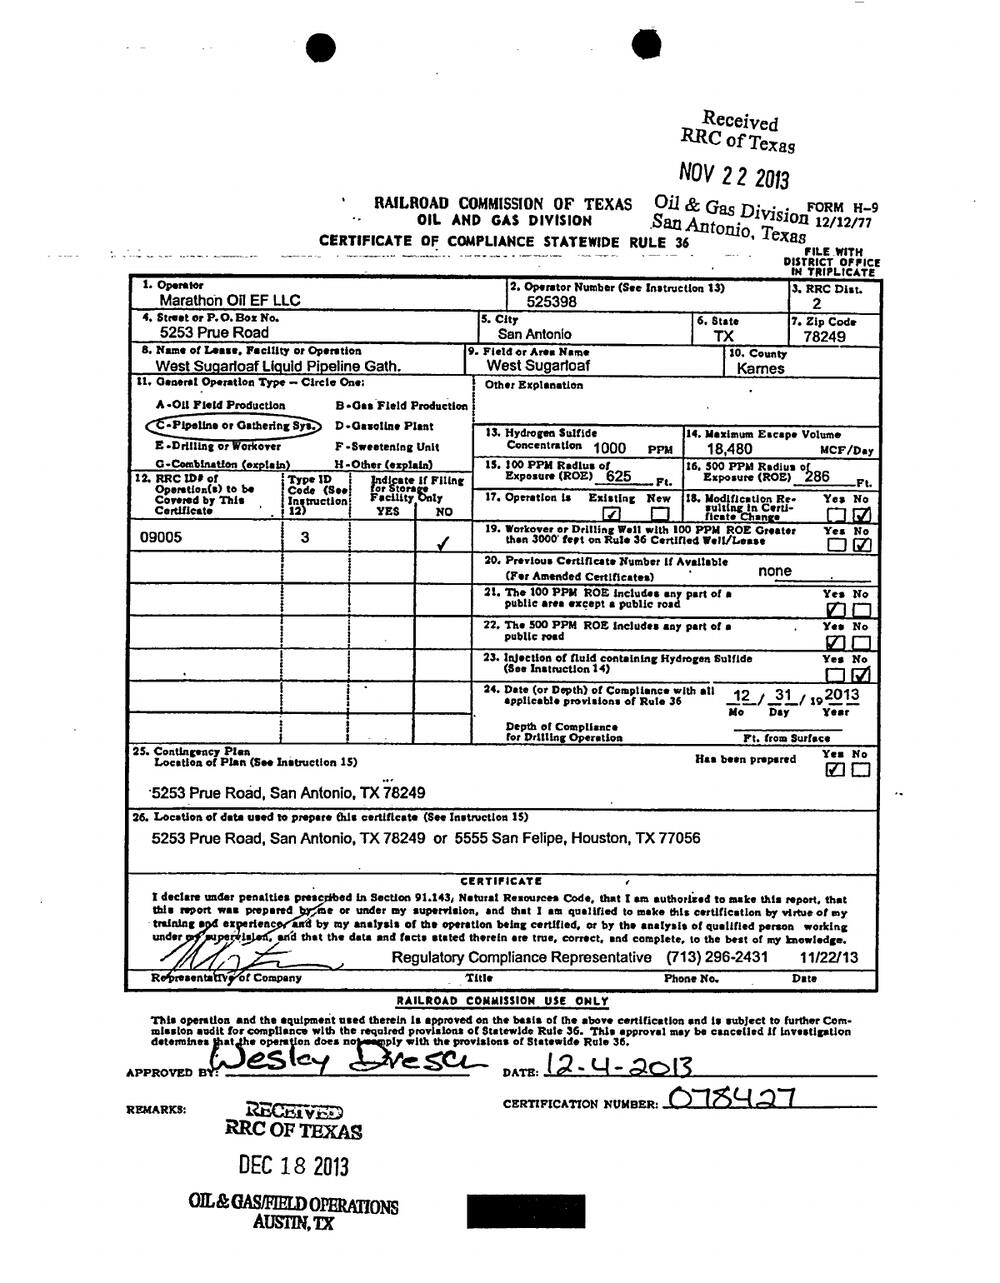 Received
RRC of Texas
NOV 22 2013
Oil & Gas Division
San Antonio, Texas
RAILROAD COMMISSION OF TEXAS
OIL AND GAS DIVISION
FORM H-9
12/12/77
CERTIFICATE OF COMPLIANCE STATEWIDE RULE 36
FILE WITH
DISTRICT OFFICE
IN TRIPLICATE
1. Operator
Marathon Oil EF LLC
2. Operator Number (See Instruction 13)
525398
3. RRC Dist.
2
4. Street or P.O. Box No.
5253 Prue Road
5. City
San Antonio
6. State
TX
7. Zip Code
78249
8. Name of Lease, Facility or Operation
West Sugarloaf Liquid Pipeline Gath.
9. Field or Area Name
West Sugarloaf
10. County
Karnes
11. General Operation Type — Circle One:
A-Oil Field Production B-Gas Field Production
C-Pipeline or Gathering Sys. D-Gasoline Plant
E-Drilling or Workover F-Sweetening Unit
G-Combination (explain) H-Other (explain)
Other Explanation
13. Hydrogen Sulfide
Concentration 1000 PPM
14. Maximum Escape Volume
18,480 MCF/Day
15. 100 PPM Radius of
Exposure (ROE) 625 Ft.
16. 500 PPM Radius of
Exposure (ROE) 286 Ft.
12. RRC ID# of
Operation(s) to be
Covered by This
Certificate
Type ID
Code (See
Instruction
12)
Indicate if Filing
for Storage
Facility Only
YES NO
09005 3 ✓
17. Operation is Existing New
✓
18. Modification Re-
sulting in Certi-
ficate Change
Yes No
✓
19. Workover or Drilling Well with 100 PPM ROE Greater
than 3000 feet on Rule 36 Certified Well/Lease
Yes No
✓
20. Previous Certificate Number if Available
(For Amended Certificates) none
21. The 100 PPM ROE includes any part of a
public area except a public road
Yes No
✓
22. The 500 PPM ROE includes any part of a
public road
Yes No
✓
23. Injection of fluid containing Hydrogen Sulfide
(See Instruction 14)
Yes No
✓
24. Date (or Depth) of Compliance with all
applicable provisions of Rule 36
12 / 31 / 19 2013
Mo Day Year
Depth of Compliance
for Drilling Operation
Ft. from Surface
25. Contingency Plan
Location of Plan (See Instruction 15)
Has been prepared
Yes No
✓
5253 Prue Road, San Antonio, TX 78249
26. Location of data used to prepare this certificate (See Instruction 15)
5253 Prue Road, San Antonio, TX 78249 or 5555 San Felipe, Houston, TX 77056
CERTIFICATE
I declare under penalties prescribed in Section 91.143, Natural Resources Code, that I am authorized to make this report, that
this report was prepared by me or under my supervision, and that I am qualified to make this certification by virtue of my
training and experience, and by my analysis of the operation being certified, or by the analysis of qualified person working
under my supervision, and that the data and facts stated therein are true, correct, and complete, to the best of my knowledge.
Regulatory Compliance Representative (713) 296-2431 11/22/13
Representative of Company Title Phone No. Date
RAILROAD COMMISSION USE ONLY
This operation and the equipment used therein is approved on the basis of the above certification and is subject to further Com-
mission audit for compliance with the required provisions of Statewide Rule 36. This approval may be cancelled if investigation
determines that the operation does not comply with the provisions of Statewide Rule 36.
APPROVED BY: Wesley DATE: 12-4-2013
CERTIFICATION NUMBER: 078427
REMARKS:
RECEIVED
RRC OF TEXAS
DEC 18 2013
OIL & GAS/FIELD OPERATIONS
AUSTIN, TX